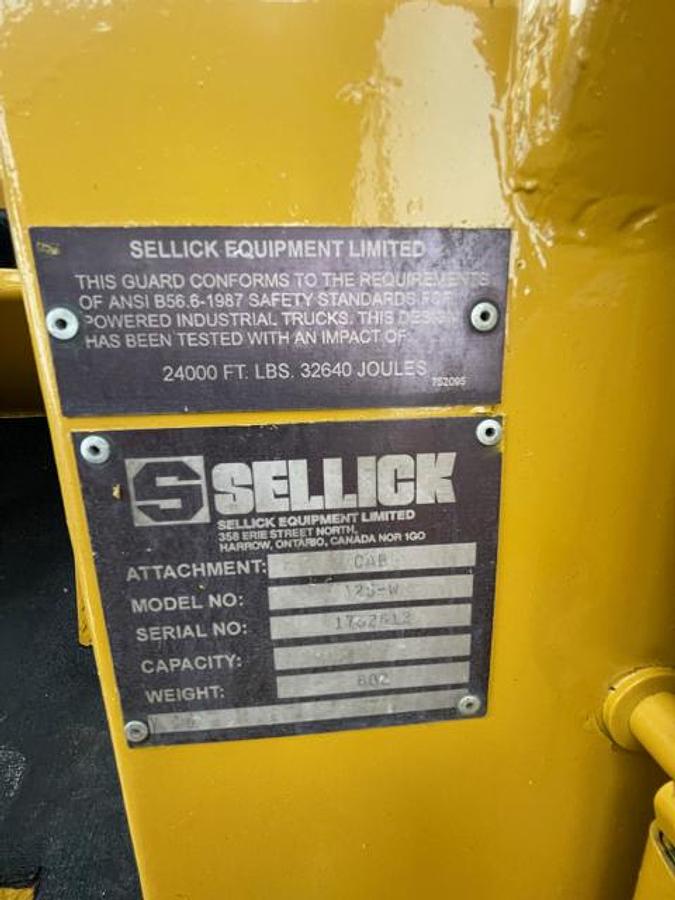 SELLICK EQUIPMENT LIMITED
THIS GUARD CONFORMS TO THE REQUIREMENTS
OF ANSI B56.6-1987 SAFETY STANDARDS FOR
POWERED INDUSTRIAL TRUCKS. THIS DESIGN
HAS BEEN TESTED WITH AN IMPACT OF
24000 FT. LBS. 32640 JOULES
752095
S SELLICK
SELLICK EQUIPMENT LIMITED
358 ERIE STREET NORTH,
HARROW, ONTARIO, CANADA N0R 1G0
ATTACHMENT: CAB
MODEL NO:
SERIAL NO:
CAPACITY:
WEIGHT: